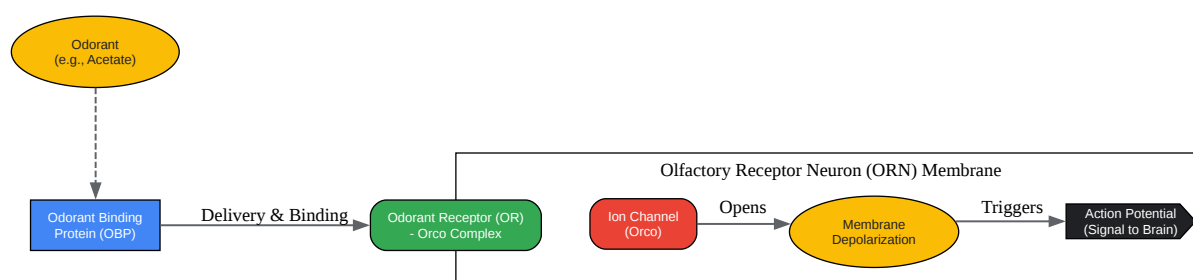 Odorant
(e.g., Acetate)
Olfactory Receptor Neuron (ORN) Membrane
Odorant Binding
Protein (OBP)
Delivery & Binding
Odorant Receptor (OR)
- Orco Complex
Ion Channel
(Orco)
Opens
Membrane
Depolarization
Triggers
Action Potential
(Signal to Brain)